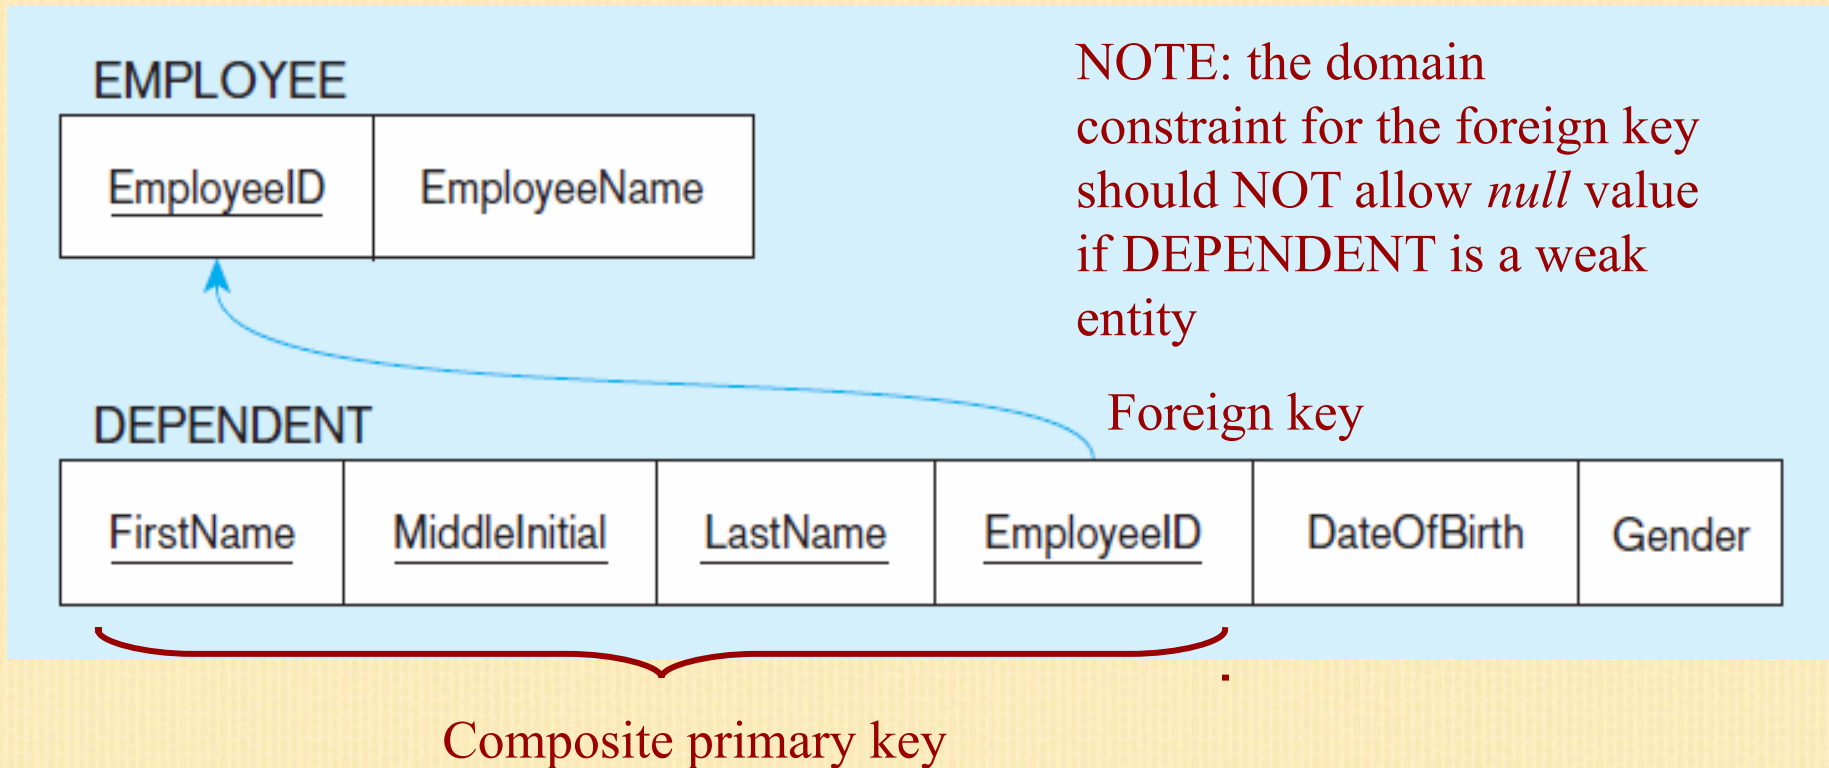 EMPLOYEE
EmployeeID EmployeeName
NOTE: the domain
constraint for the foreign key
should NOT allow null value
if DEPENDENT is a weak
entity
Foreign key
DEPENDENT
FirstName MiddleInitial LastName EmployeeID DateOfBirth Gender
Composite primary key